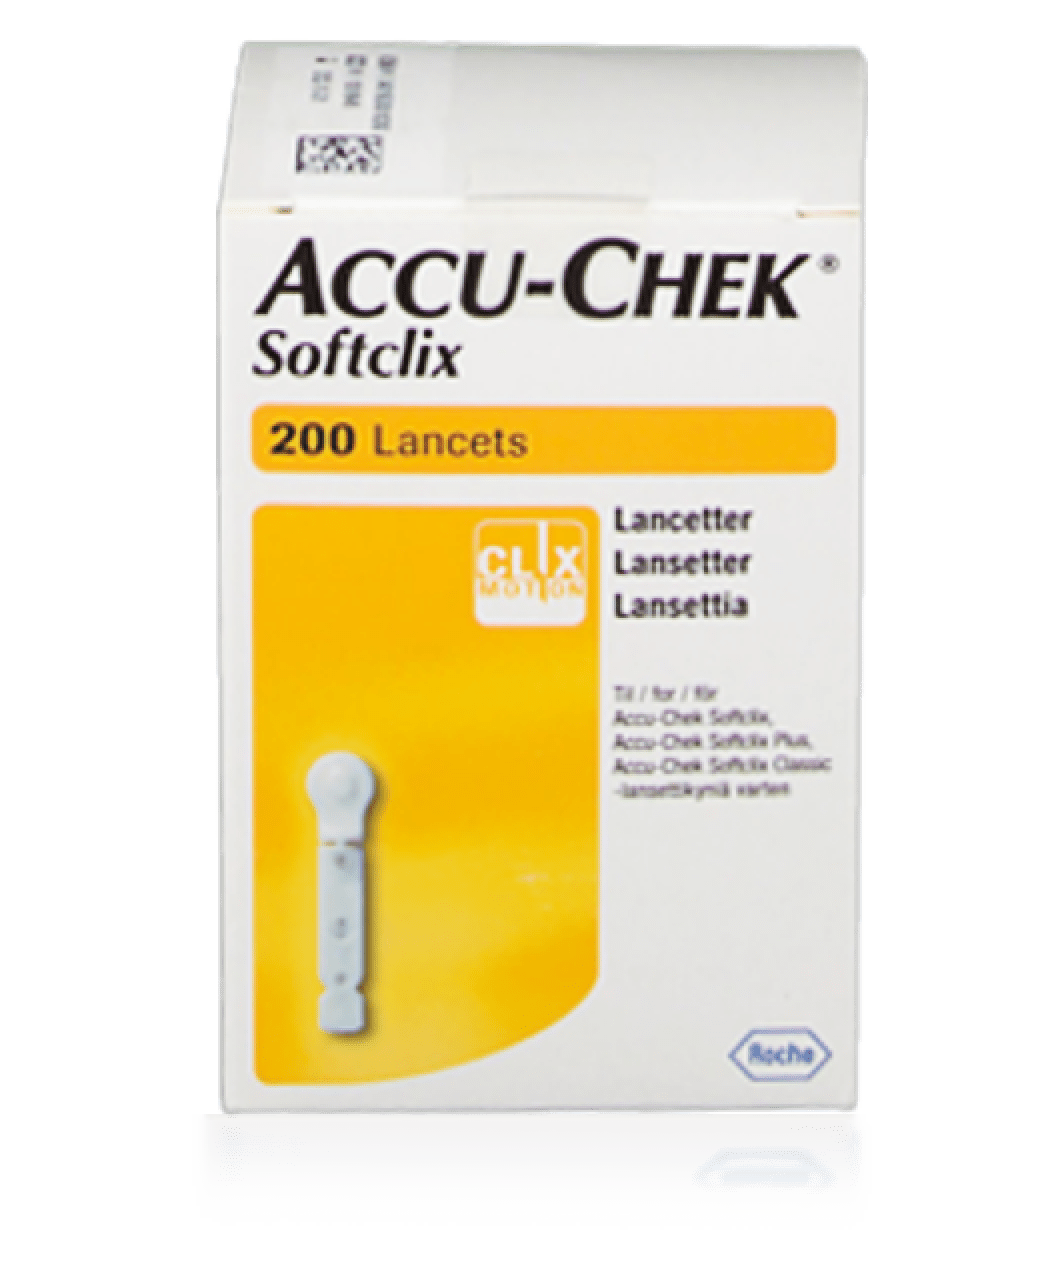 ACCU-CHEK®
Softclix
200 Lancets
CLIX
MOTION
Lancetter
Lansetter
Lansettia
Til / for / för
Accu-Chek Softclix,
Accu-Chek Softclix Plus,
Accu-Chek Softclix Classic
-lansettikyniä varten
Roche